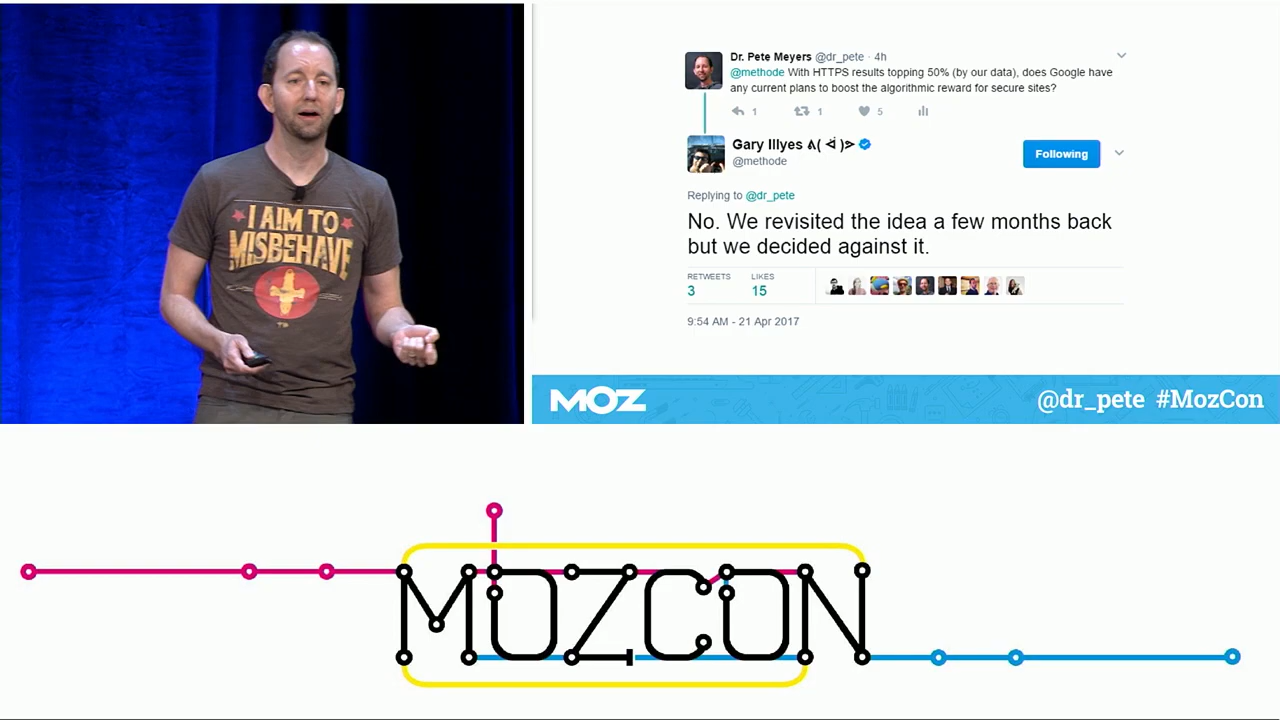 I AIM TO
MISBEHAVE
Dr. Pete Meyers @dr_pete · 4h
@methode With HTTPS results topping 50% (by our data), does Google have
any current plans to boost the algorithmic reward for secure sites?
1 1 5
Gary Illyes ᕕ( ᐛ )ᕗ
@methode
Following
Replying to @dr_pete
No. We revisited the idea a few months back
but we decided against it.
RETWEETS LIKES
3 15
9:54 AM - 21 Apr 2017
MOZ @dr_pete #MozCon
MOZCON